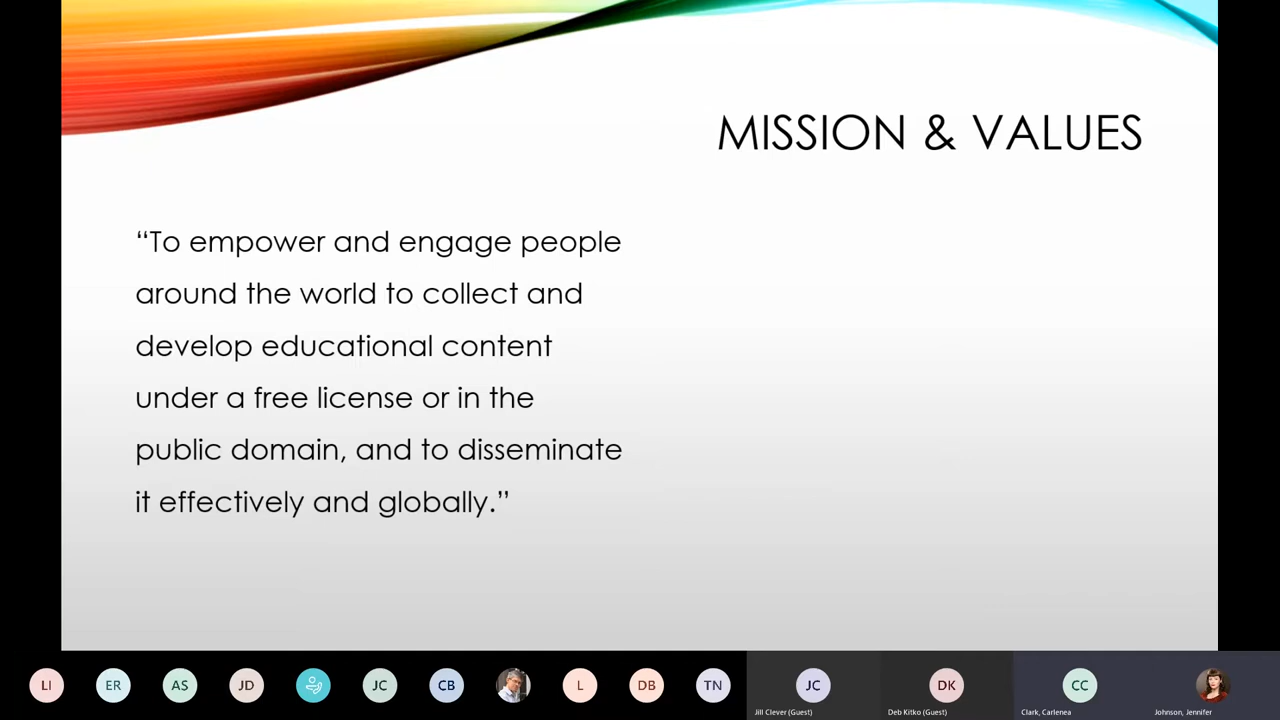 MISSION & VALUES
“To empower and engage people
around the world to collect and
develop educational content
under a free license or in the
public domain, and to disseminate
it effectively and globally.”
LI ER AS JD JC CB L DB TN JC DK CC
Jill Clever (Guest) Deb Kitko (Guest) Clark, Carlenea Johnson, Jennifer